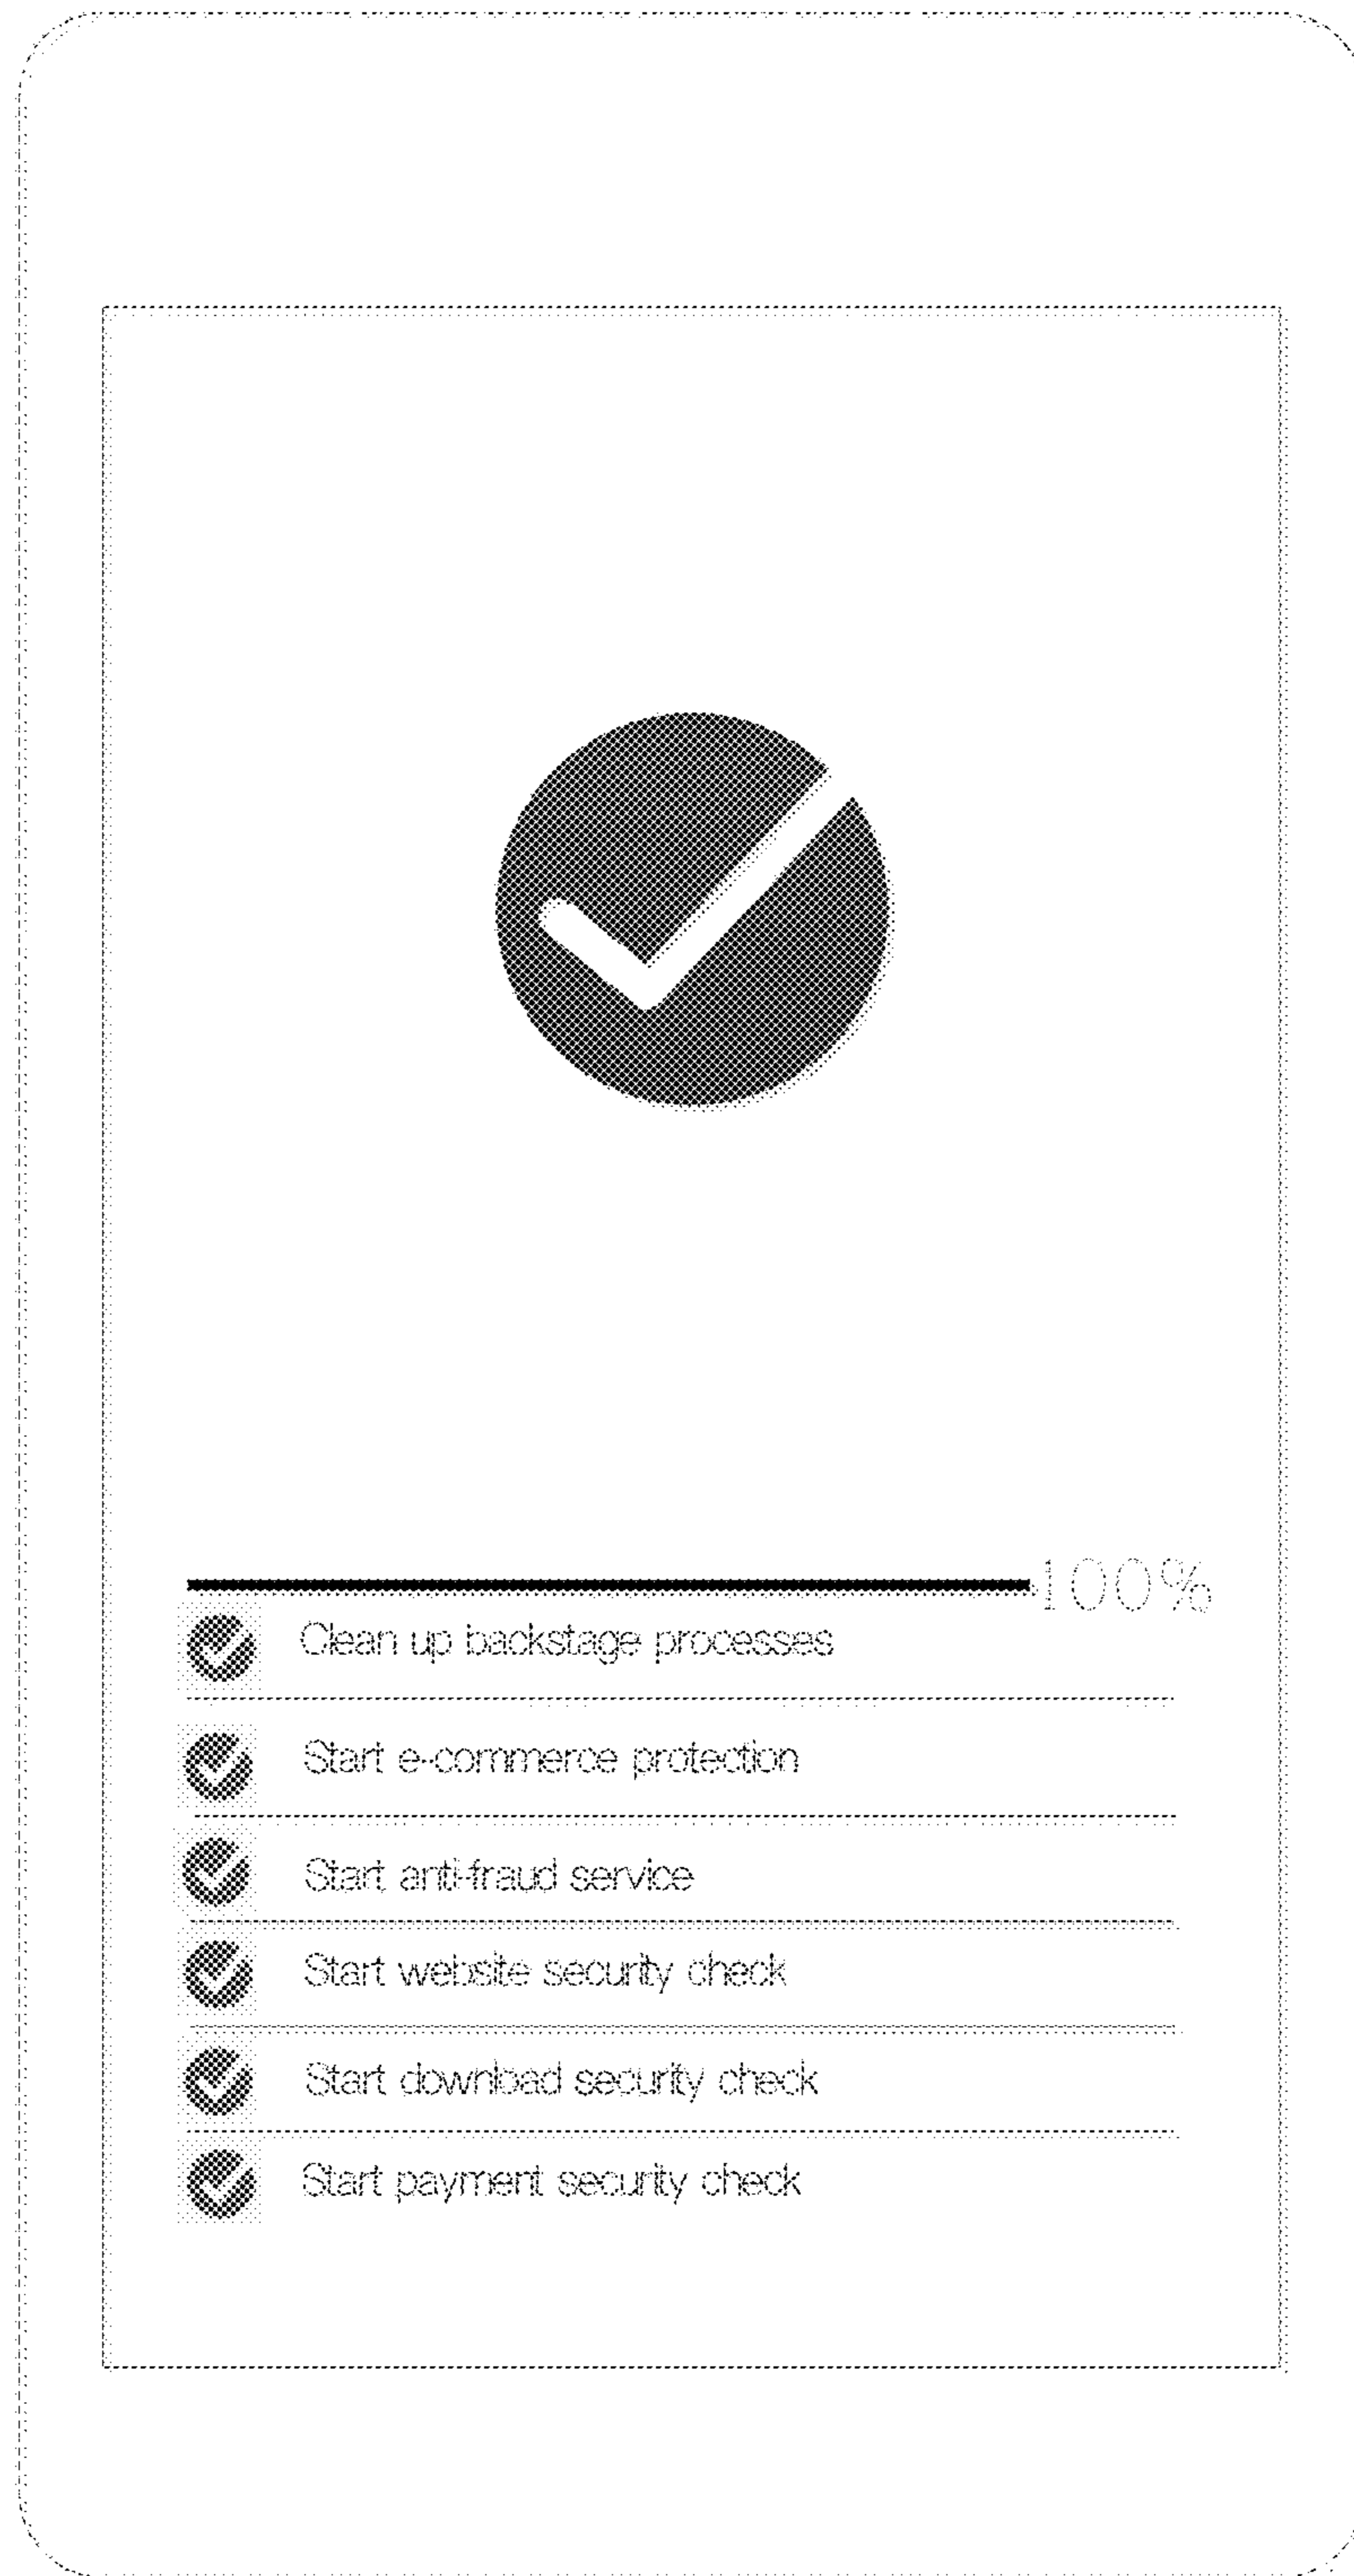 100%
Clean up backstage processes
Start e-commerce protection
Start anti-fraud service
Start website security check
Start download security check
Start payment security check